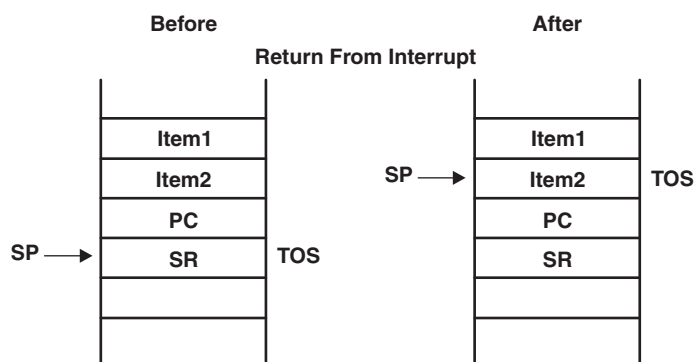 Before
After
Return From Interrupt
Item1
Item2
PC
SP
SR
TOS
Item1
SP
Item2
TOS
PC
SR